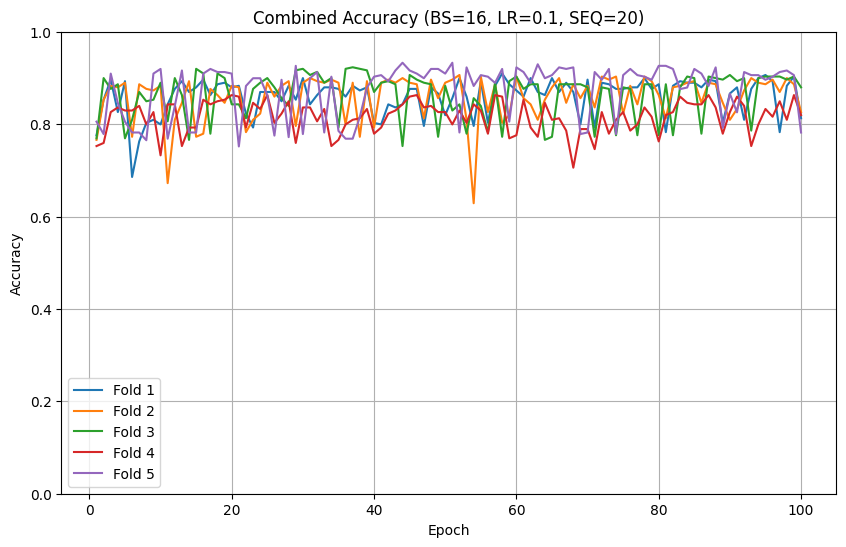 Combined Accuracy (BS=16, LR=0.1, SEQ=20)
1.0
0.8
0.6
0.4
0.2
0.0
Accuracy
Fold 1
Fold 2
Fold 3
Fold 4
Fold 5
0 20 40 60 80 100
Epoch